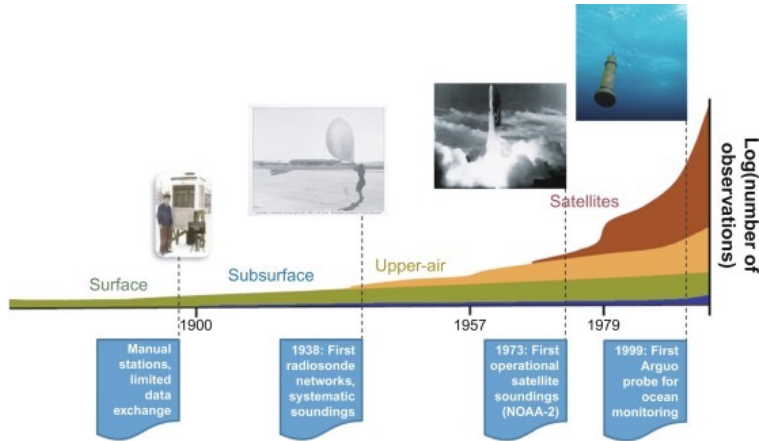 Satellites
Upper-air
Subsurface
Surface
Log(number of
observations)
1900
1957
1979
Manual
stations,
limited
data
exchange
1938: First
radiosonde
networks,
systematic
soundings
1973: First
operational
satellite
soundings
(NOAA-2)
1999: First
Arguo
probe for
ocean
monitoring